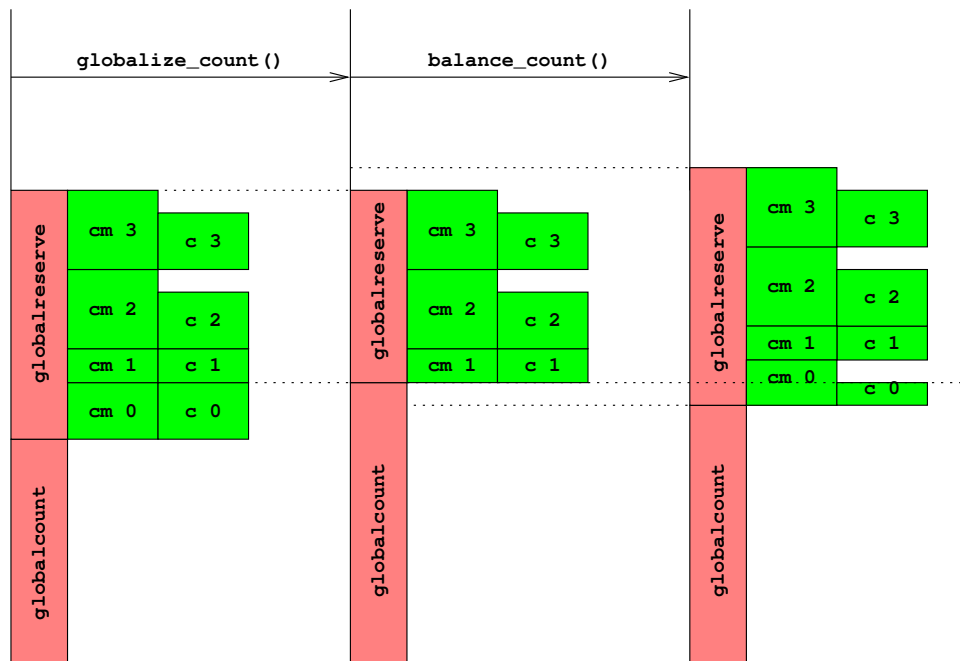 globalize_count()
balance_count()
globalreserve
cm 3
c 3
cm 2
c 2
cm 1
c 1
cm 0
c 0
globalcount
globalreserve
cm 3
c 3
cm 2
c 2
cm 1
c 1
globalcount
globalreserve
cm 3
c 3
cm 2
c 2
cm 1
c 1
cm 0
c 0
globalcount